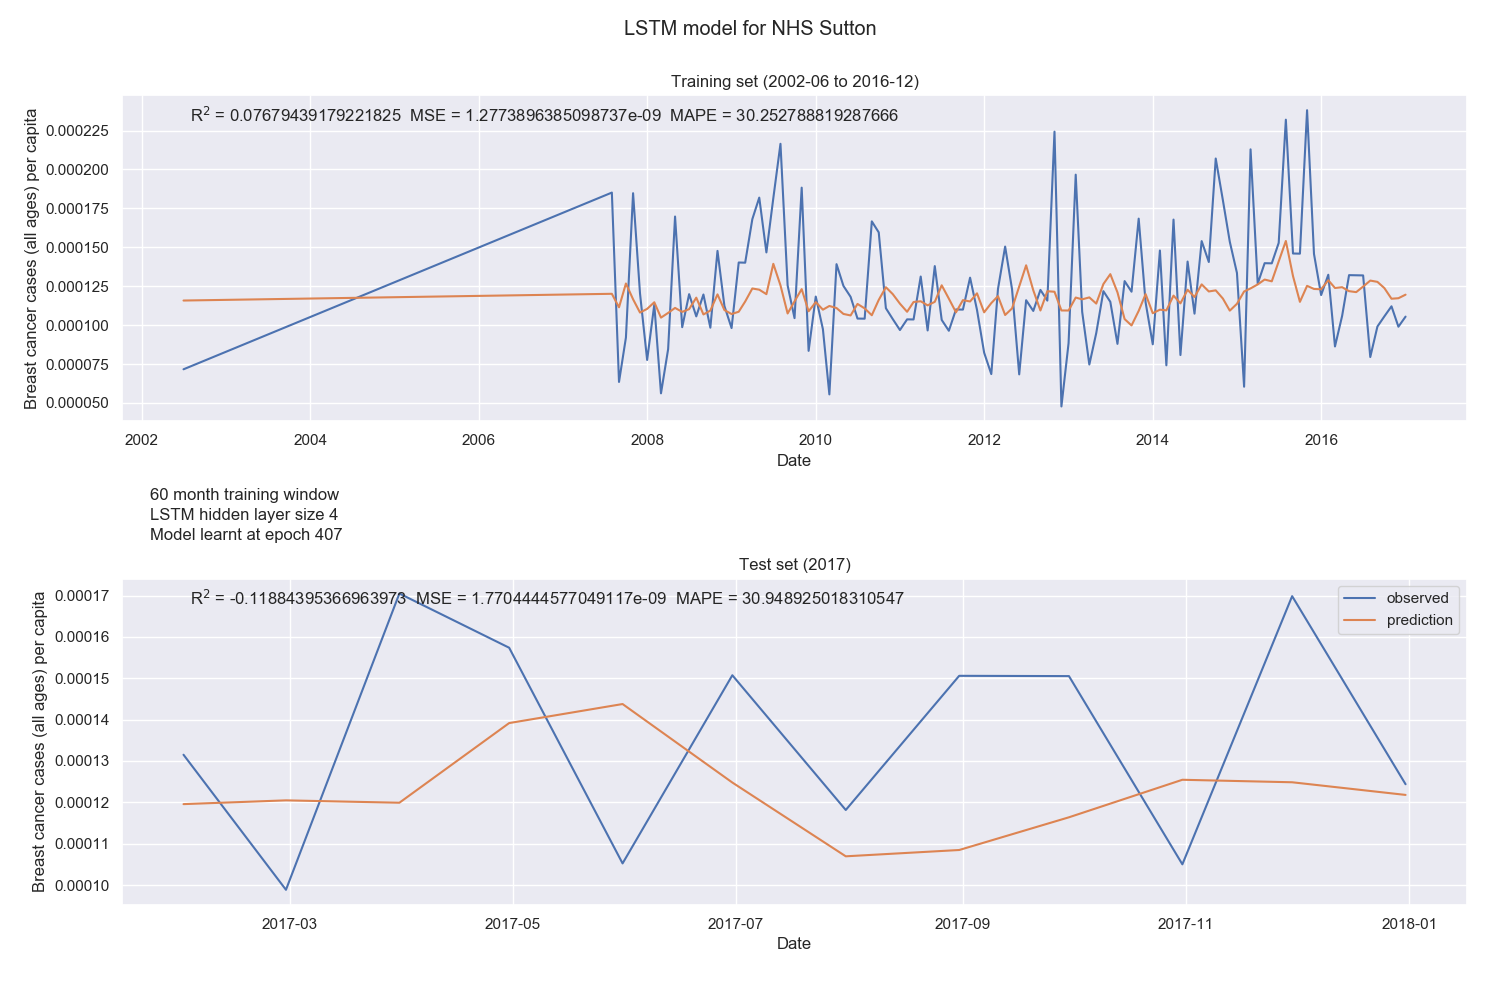 LSTM model for NHS Sutton
Training set (2002-06 to 2016-12)
R² = 0.07679439179221825 MSE = 1.2773896385098737e-09 MAPE = 30.252788819287666
Breast cancer cases (all ages) per capita
0.000225
0.000200
0.000175
0.000150
0.000125
0.000100
0.000075
0.000050
2002 2004 2006 2008 2010 2012 2014 2016
Date
60 month training window
LSTM hidden layer size 4
Model learnt at epoch 407
Test set (2017)
R² = -0.11884395366963973 MSE = 1.7704444577049117e-09 MAPE = 30.948925018310547
observed
prediction
Breast cancer cases (all ages) per capita
0.00017
0.00016
0.00015
0.00014
0.00013
0.00012
0.00011
0.00010
2017-03 2017-05 2017-07 2017-09 2017-11 2018-01
Date